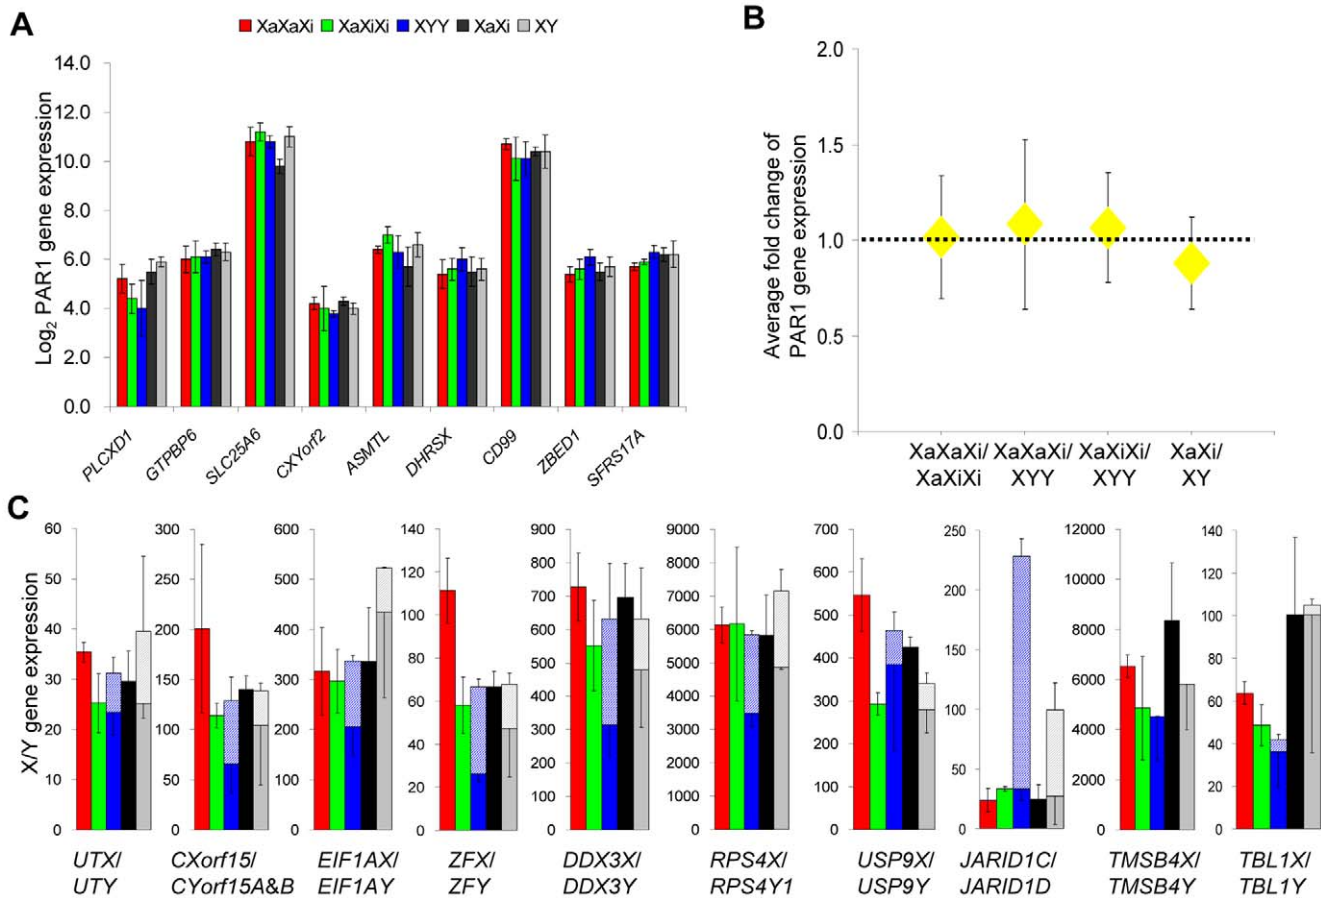 A
XaXaXi XaXiXi XYY XaXi XY
Log2 PAR1 gene expression
14.0
12.0
10.0
8.0
6.0
4.0
2.0
0.0
PLCXD1
GTPBP6
SLC25A6
CXYorf2
ASMTL
DHRSX
CD99
ZBED1
SFRS17A
B
Average fold change of
PAR1 gene expression
2.0
1.5
1.0
0.5
0.0
XaXaXi/
XaXiXi
XaXaXi/
XYY
XaXiXi/
XYY
XaXi/
XY
C
X/Y gene expression
60
50
40
30
20
10
0
UTX/
UTY
300
250
200
150
100
50
0
CXorf15/
CYorf15A&B
600
500
400
300
200
100
0
EIF1AX/
EIF1AY
140
120
100
80
60
40
20
0
ZFX/
ZFY
900
800
700
600
500
400
300
200
100
0
DDX3X/
DDX3Y
9000
8000
7000
6000
5000
4000
3000
2000
1000
0
RPS4X/
RPS4Y1
700
600
500
400
300
200
100
0
USP9X/
USP9Y
250
200
150
100
50
0
JARID1C/
JARID1D
12000
10000
8000
6000
4000
2000
0
TMSB4X/
TMSB4Y
140
120
100
80
60
40
20
0
TBL1X/
TBL1Y